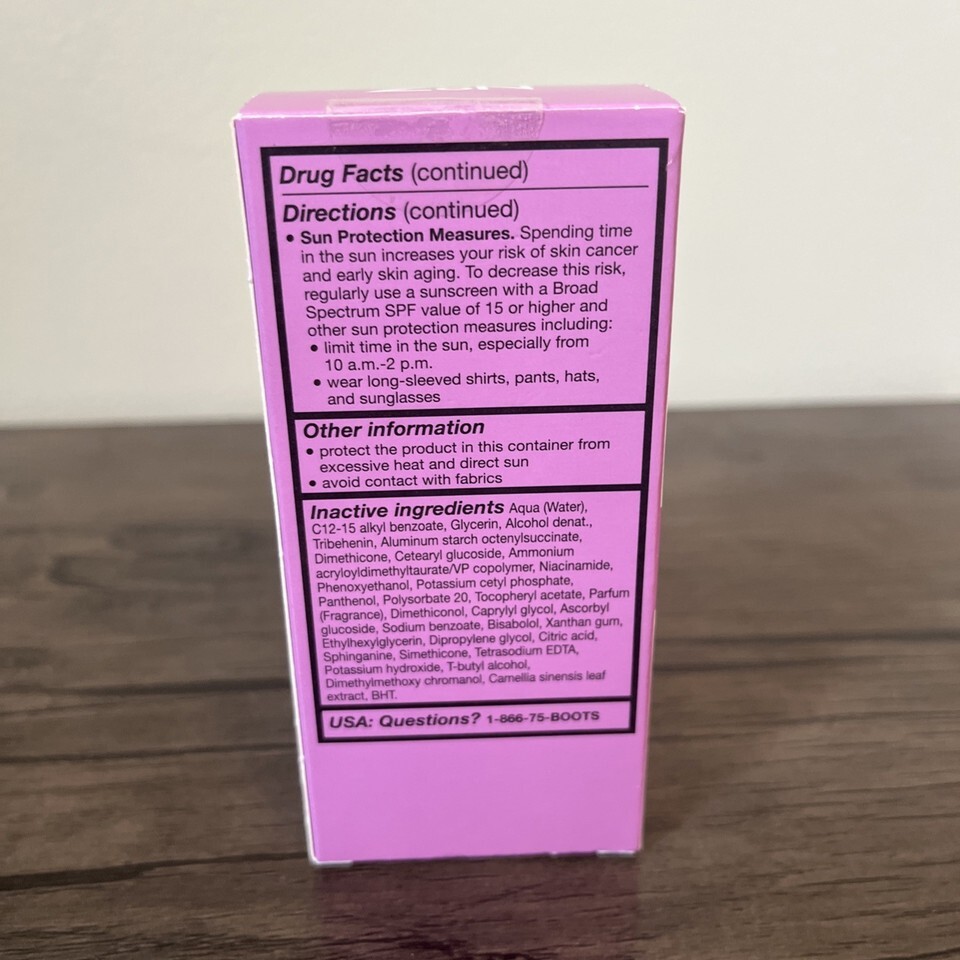 Drug Facts (continued)
Directions (continued)
• Sun Protection Measures. Spending time
in the sun increases your risk of skin cancer
and early skin aging. To decrease this risk,
regularly use a sunscreen with a Broad
Spectrum SPF value of 15 or higher and
other sun protection measures including:
• limit time in the sun, especially from
10 a.m.-2 p.m.
• wear long-sleeved shirts, pants, hats,
and sunglasses
Other information
• protect the product in this container from
excessive heat and direct sun
• avoid contact with fabrics
Inactive ingredients Aqua (Water),
C12-15 alkyl benzoate, Glycerin, Alcohol denat.,
Tribehenin, Aluminum starch octenylsuccinate,
Dimethicone, Cetearyl glucoside, Ammonium
acryloyldimethyltaurate/VP copolymer, Niacinamide,
Phenoxyethanol, Potassium cetyl phosphate,
Panthenol, Polysorbate 20, Tocopheryl acetate, Parfum
(Fragrance), Dimethiconol, Caprylyl glycol, Ascorbyl
glucoside, Sodium benzoate, Bisabolol, Xanthan gum,
Ethylhexylglycerin, Dipropylene glycol, Citric acid,
Sphinganine, Simethicone, Tetrasodium EDTA,
Potassium hydroxide, T-butyl alcohol,
Dimethylmethoxy chromanol, Camellia sinensis leaf
extract, BHT.
USA: Questions? 1-866-75-BOOTS